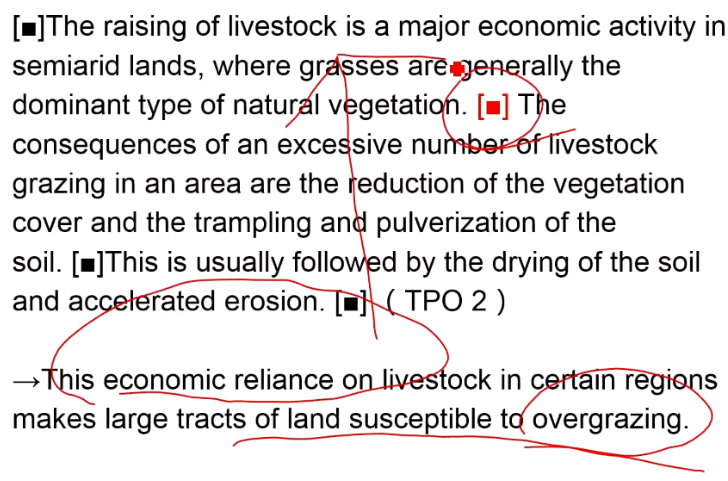 [■]The raising of livestock is a major economic activity in
semiarid lands, where grasses are generally the
dominant type of natural vegetation. [■] The
consequences of an excessive number of livestock
grazing in an area are the reduction of the vegetation
cover and the trampling and pulverization of the
soil. [■]This is usually followed by the drying of the soil
and accelerated erosion. [■] ( TPO 2 )
→This economic reliance on livestock in certain regions
makes large tracts of land susceptible to overgrazing.